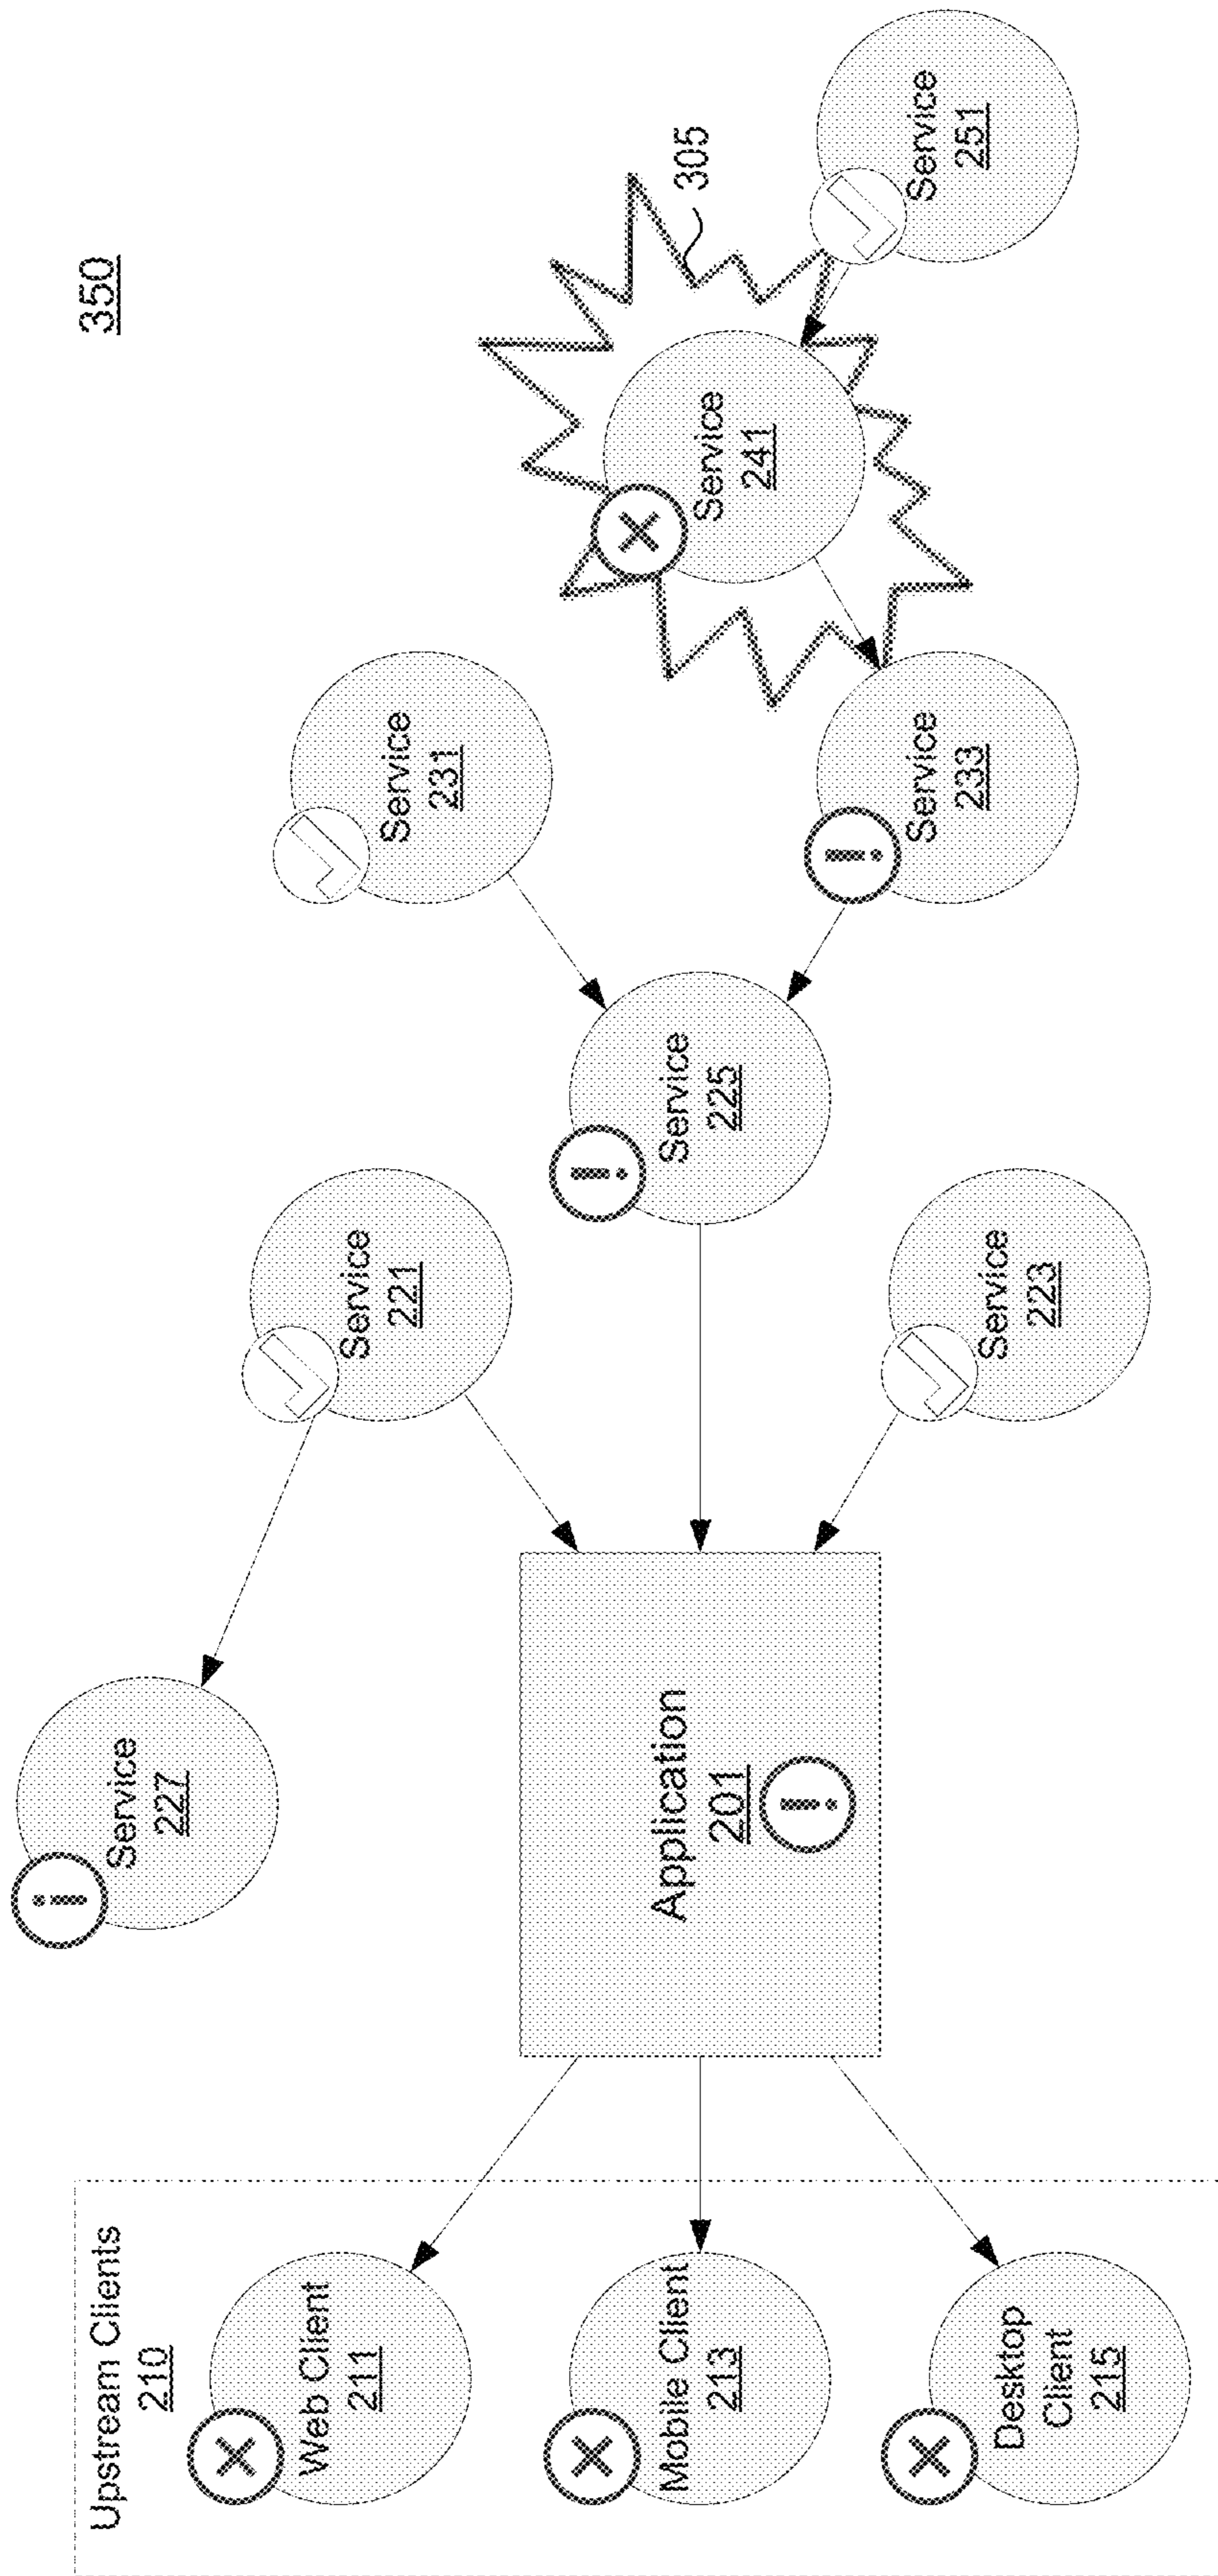 350
Upstream Clients
210
Web Client
211
Mobile Client
213
Desktop
Client
215
Application
201
!
Service
227
!
Service
221
Service
223
Service
225
!
Service
231
Service
233
!
Service
241
305
Service
251